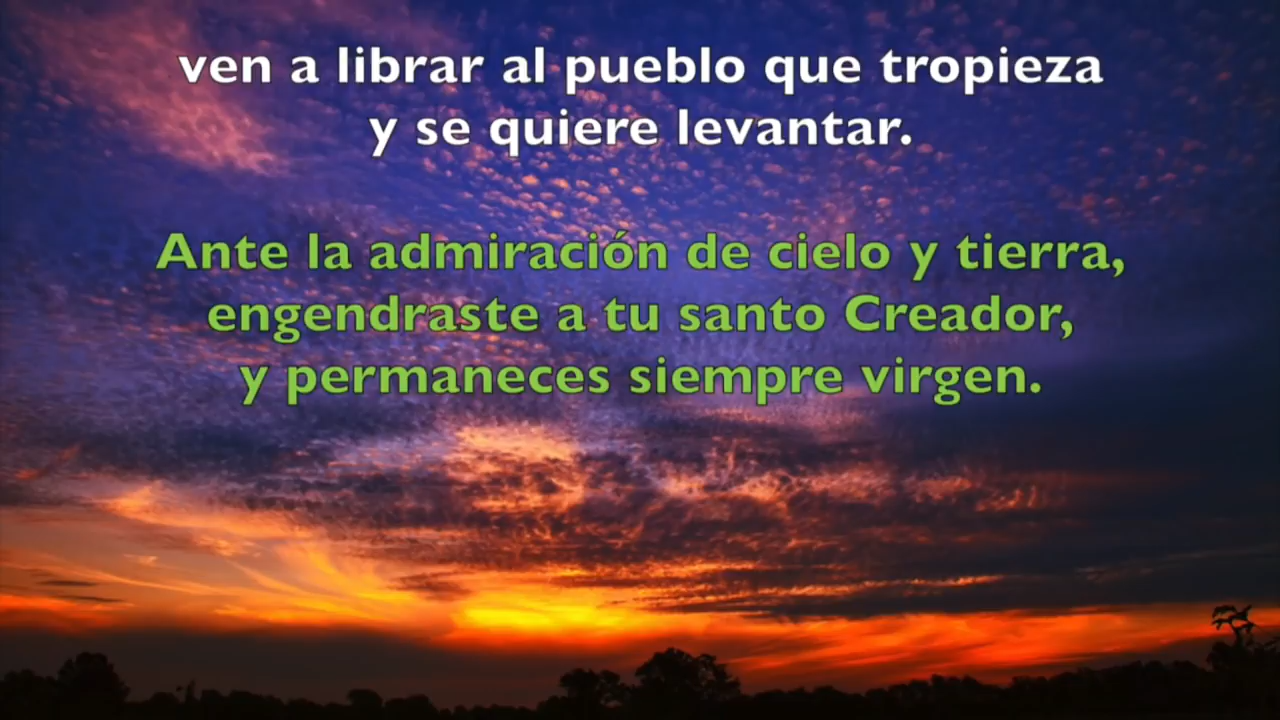 ven a librar al pueblo que tropieza
y se quiere levantar.
Ante la admiración de cielo y tierra,
engendraste a tu santo Creador,
y permaneces siempre virgen.